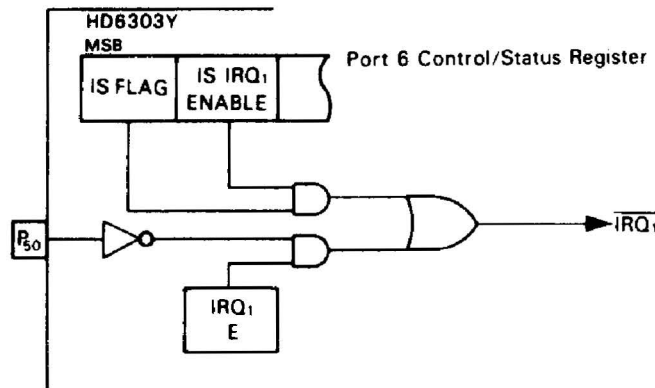 HD6303Y
MSB
Port 6 Control/Status Register
IS FLAG
IS IRQ₁
ENABLE
P₅₀
IRQ₁
IRQ₁
E